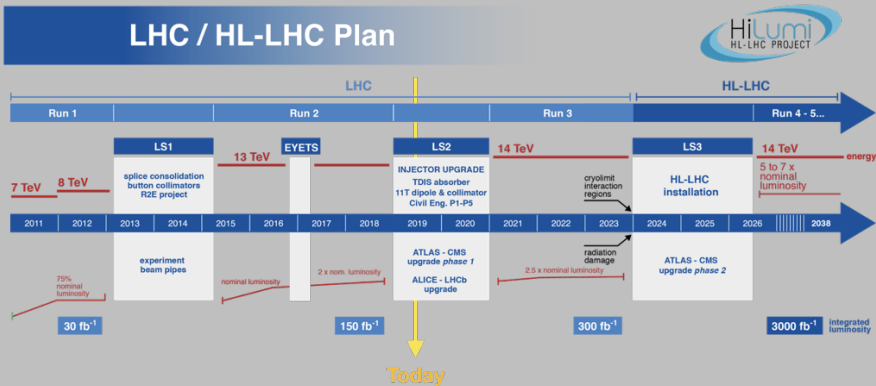 LHC / HL-LHC Plan
HiLumi
HL-LHC PROJECT
LHC
HL-LHC
Run 1
Run 2
Run 3
Run 4 - 5...
LS1
EYETS
LS2
LS3
7 TeV
8 TeV
13 TeV
14 TeV
14 TeV
energy
splice consolidation
button collimators
R2E project
INJECTOR UPGRADE
TDIS absorber
11T dipole & collimator
Civil Eng. P1-P5
cryolimit
interaction
regions
HL-LHC
installation
5 to 7 x
nominal
luminosity
2011
2012
2013
2014
2015
2016
2017
2018
2019
2020
2021
2022
2023
2024
2025
2026
2038
75%
nominal
luminosity
experiment
beam pipes
nominal luminosity
2 x nom. luminosity
ATLAS - CMS
upgrade phase 1
ALICE - LHCb
upgrade
2.5 x nominal luminosity
radiation
damage
ATLAS - CMS
upgrade phase 2
30 fb-1
150 fb-1
300 fb-1
3000 fb-1
integrated
luminosity
Today